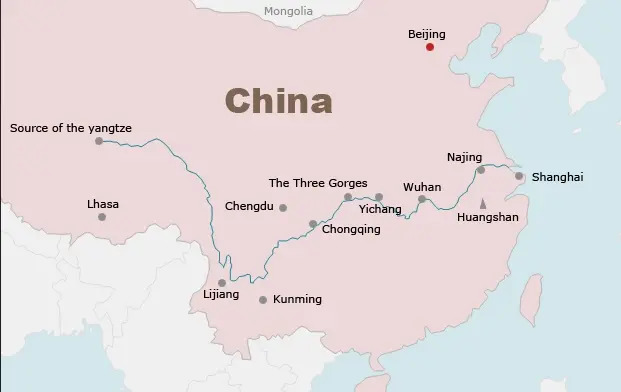 Mongolia
Beijing
China
Source of the yangtze
Najing
Shanghai
The Three Gorges
Wuhan
Lhasa
Chengdu
Yichang
Huangshan
Chongqing
Lijiang
Kunming